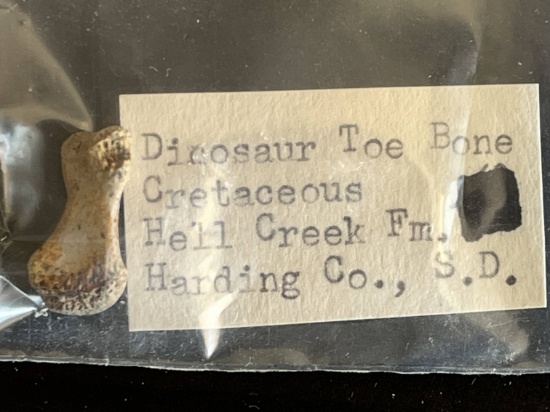 Dinosaur Toe Bone
Cretaceous
Hell Creek Fm.
Harding Co., S.D.